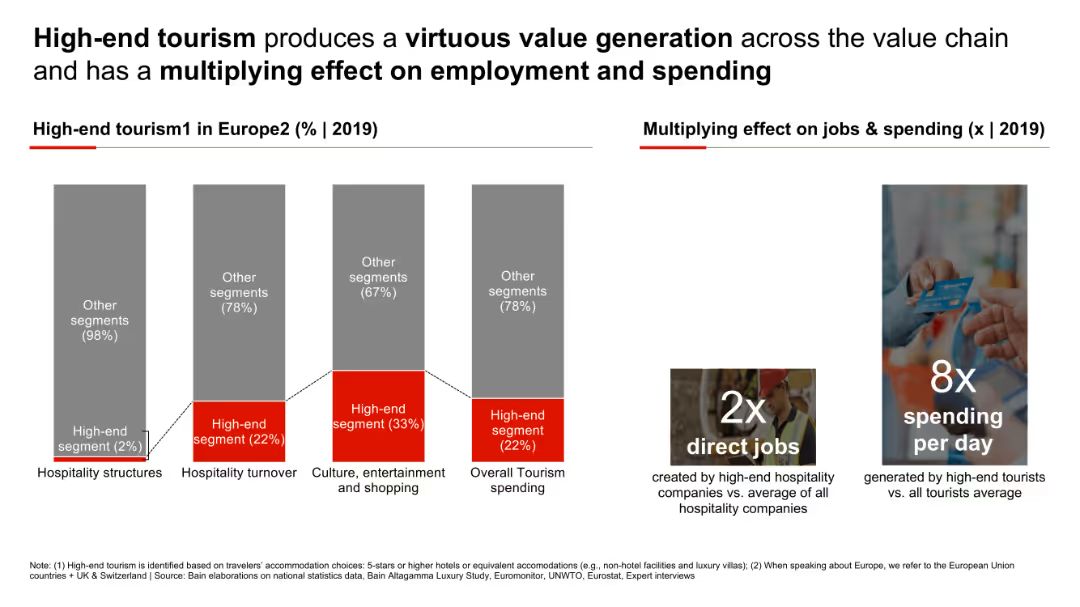 High-end tourism produces a virtuous value generation across the value chain
and has a multiplying effect on employment and spending
High-end tourism1 in Europe2 (% | 2019)
Other
segments
(98%)
High-end
segment (2%)
Hospitality structures
Other
segments
(78%)
High-end
segment (22%)
Hospitality turnover
Other
segments
(67%)
High-end
segment (33%)
Culture, entertainment
and shopping
Other
segments
(78%)
High-end
segment
(22%)
Overall Tourism
spending
Multiplying effect on jobs & spending (x | 2019)
2x
direct jobs
created by high-end hospitality
companies vs. average of all
hospitality companies
8x
spending
per day
generated by high-end tourists
vs. all tourists average
Note: (1) High-end tourism is identified based on travelers' accommodation choices: 5-stars or higher hotels or equivalent accomodations (e.g., non-hotel facilities and luxury villas); (2) When speaking about Europe, we refer to the European Union
countries + UK & Switzerland | Source: Bain elaborations on national statistics data, Bain Altagamma Luxury Study, Euromonitor, UNWTO, Eurostat, Expert interviews